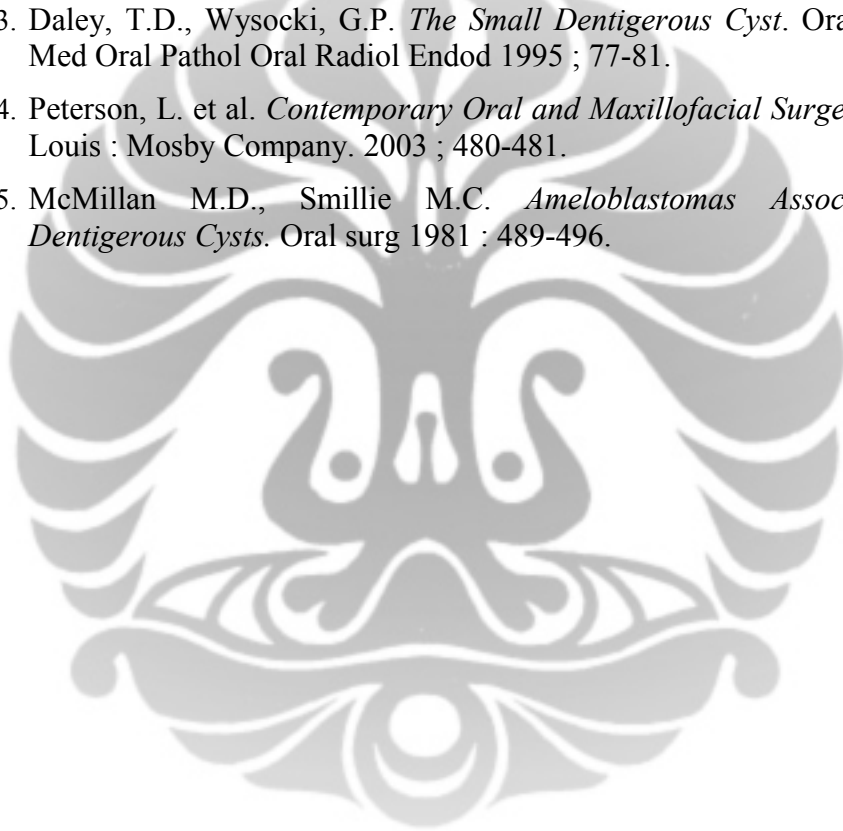 3. Daley, T.D., Wysocki, G.P. The Small Dentigerous Cyst. Ora
Med Oral Pathol Oral Radiol Endod 1995 ; 77-81.
4. Peterson, L. et al. Contemporary Oral and Maxillofacial Surge
Louis : Mosby Company. 2003 ; 480-481.
5. McMillan M.D., Smillie M.C. Ameloblastomas Assoc
Dentigerous Cysts. Oral surg 1981 : 489-496.